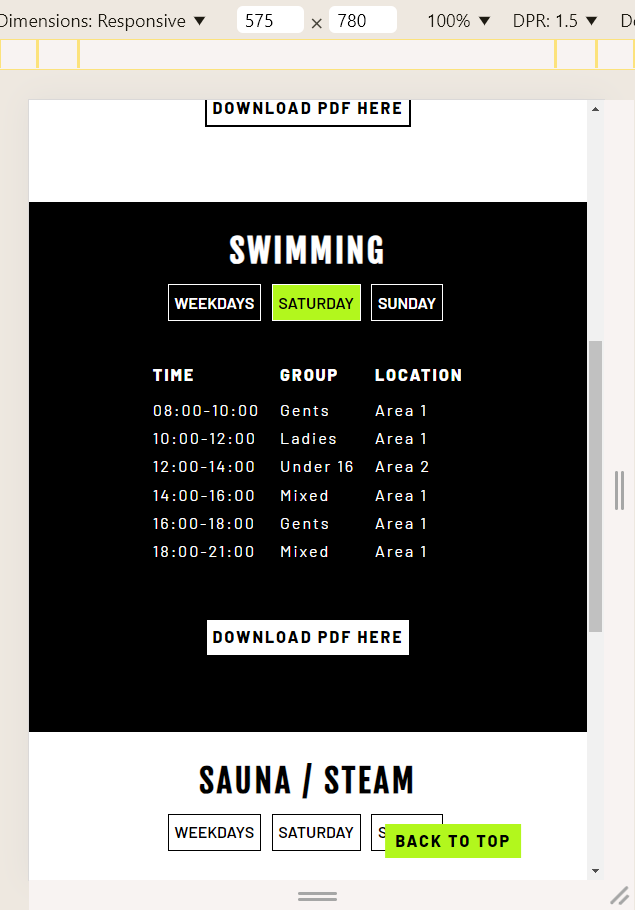 Dimensions: Responsive ▼ 575 × 780 100% ▼ DPR: 1.5 ▼
DOWNLOAD PDF HERE
SWIMMING
WEEKDAYS SATURDAY SUNDAY
TIME GROUP LOCATION
08:00-10:00 Gents Area 1
10:00-12:00 Ladies Area 1
12:00-14:00 Under 16 Area 2
14:00-16:00 Mixed Area 1
16:00-18:00 Gents Area 1
18:00-21:00 Mixed Area 1
DOWNLOAD PDF HERE
SAUNA / STEAM
WEEKDAYS SATURDAY
BACK TO TOP